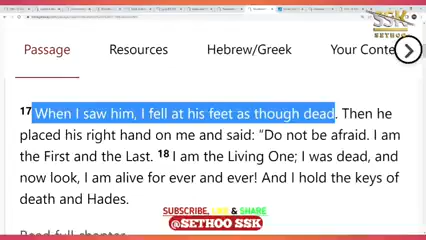 SSK
SETHOO
Passage Resources Hebrew/Greek Your Conte
17 When I saw him, I fell at his feet as though dead. Then he
placed his right hand on me and said: “Do not be afraid. I am
the First and the Last. 18 I am the Living One; I was dead, and
now look, I am alive for ever and ever! And I hold the keys of
death and Hades.
Read full chapter
SUBSCRIBE, LIKE & SHARE
@SETHOO SSK